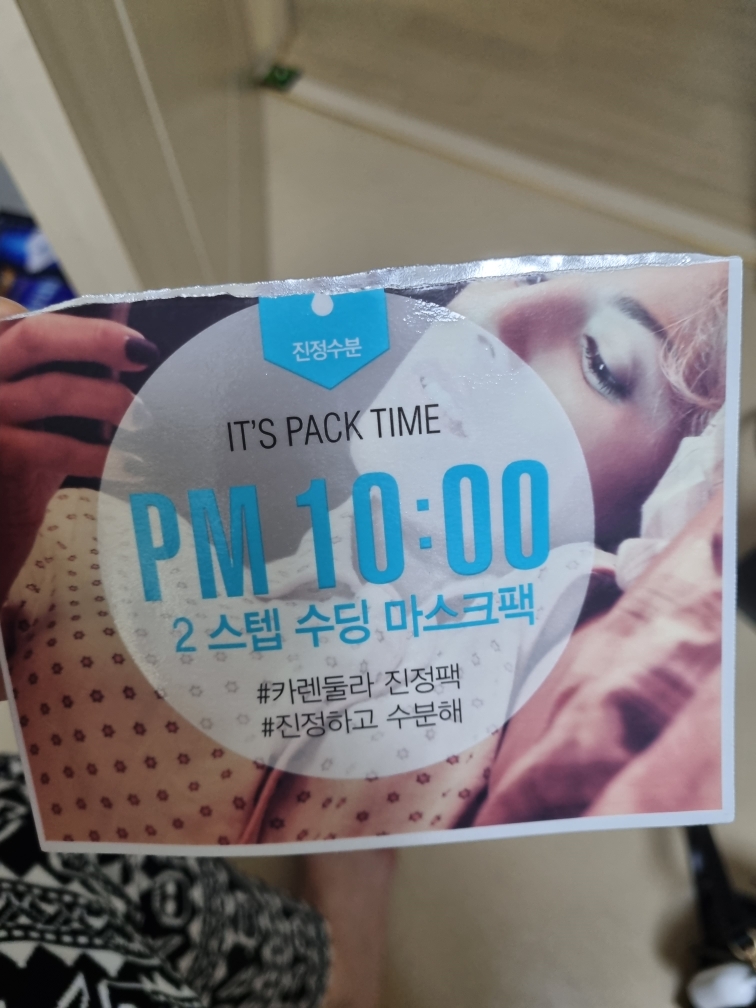 진정수분
IT'S PACK TIME
PM 10:00
2 스텝 수딩 마스크팩
#카렌둘라 진정팩
#진정하고 수분해